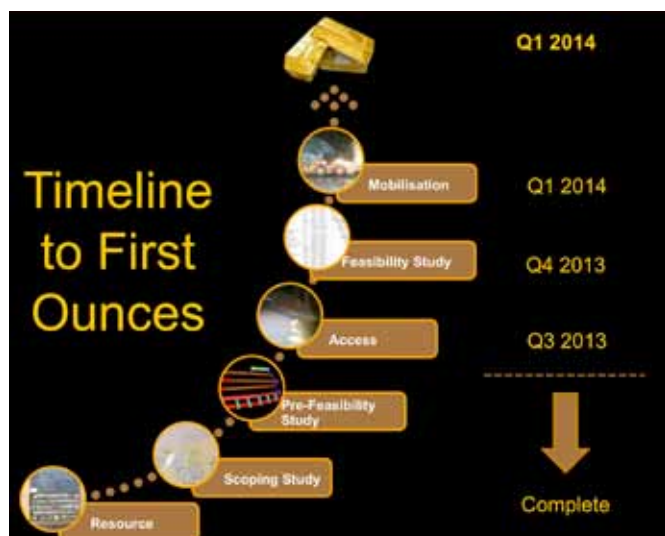 Q1 2014
Timeline
to First
Ounces
Mobilisation
Q1 2014
Feasibility Study
Q4 2013
Access
Q3 2013
Pre-Feasibility
Study
Scoping Study
Resource
Complete